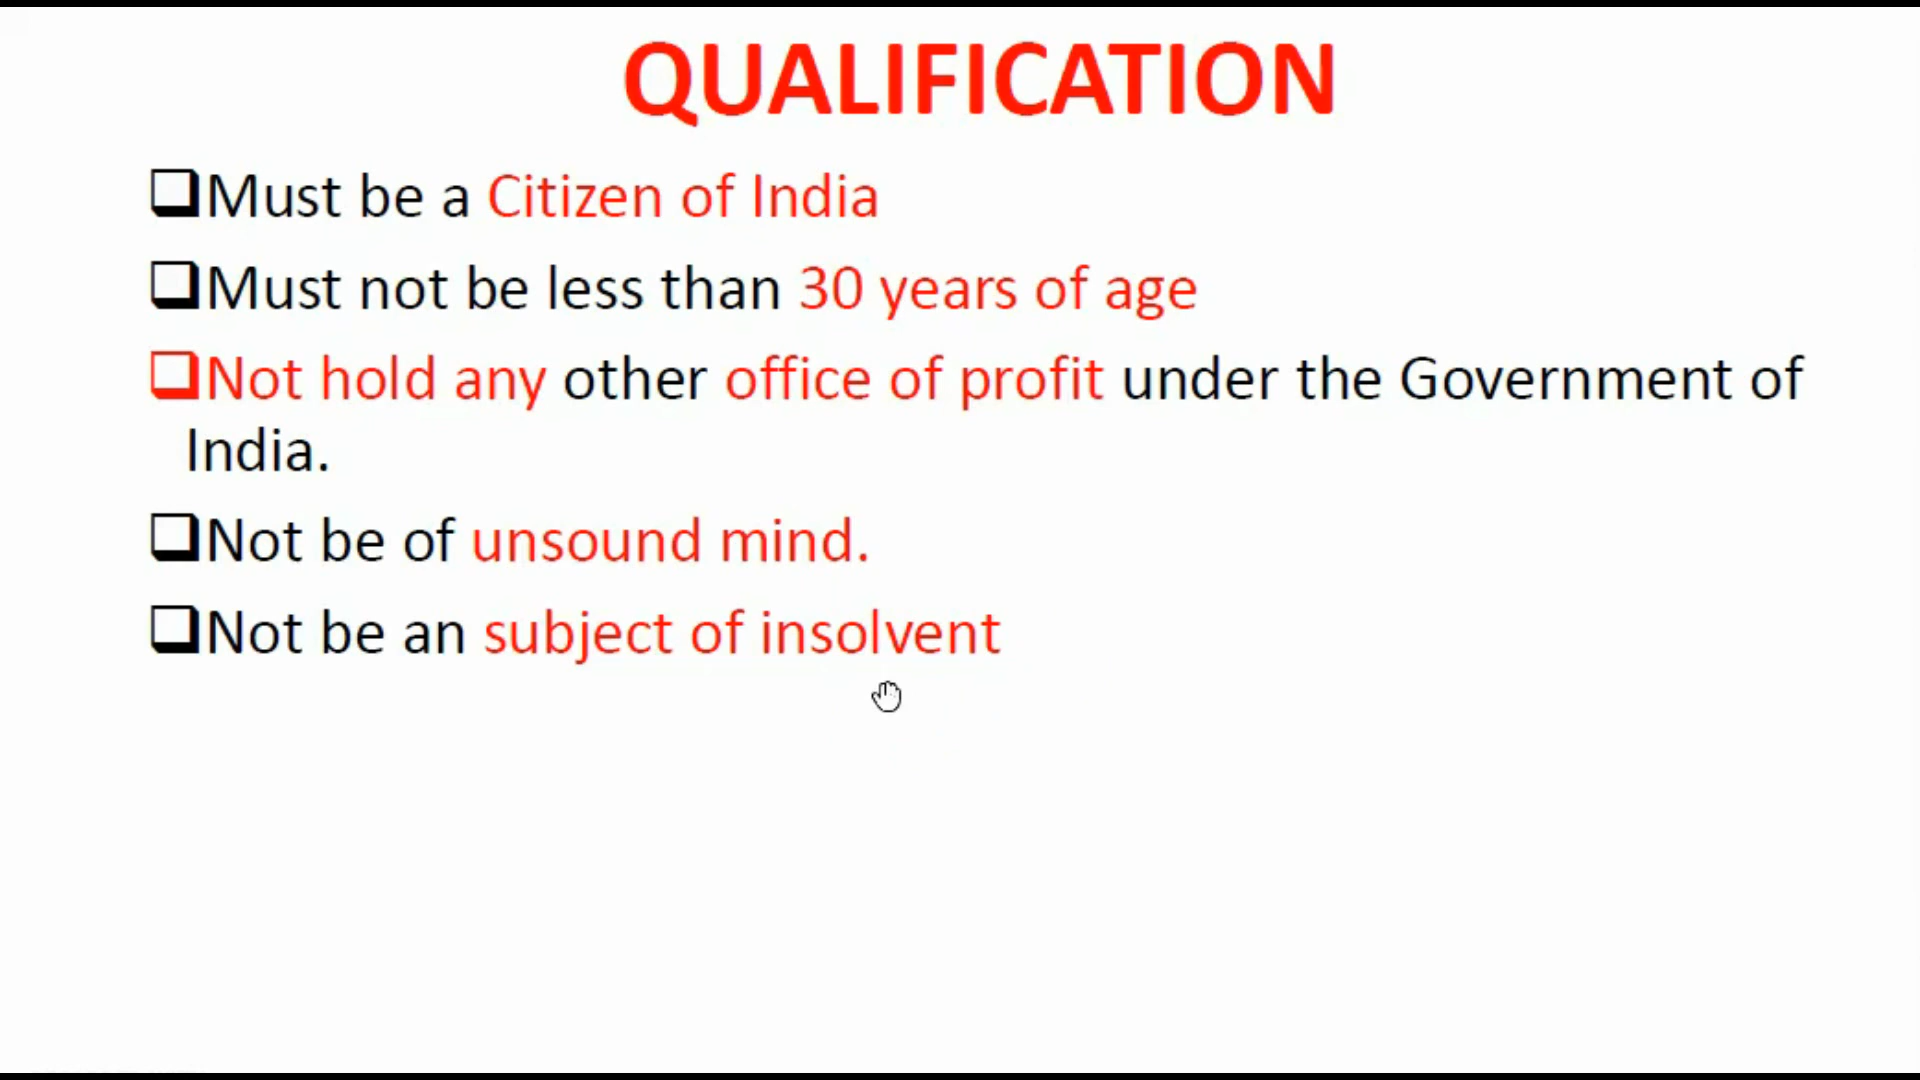 QUALIFICATION
Must be a Citizen of India
Must not be less than 30 years of age
Not hold any other office of profit under the Government of
India.
Not be of unsound mind.
Not be an subject of insolvent